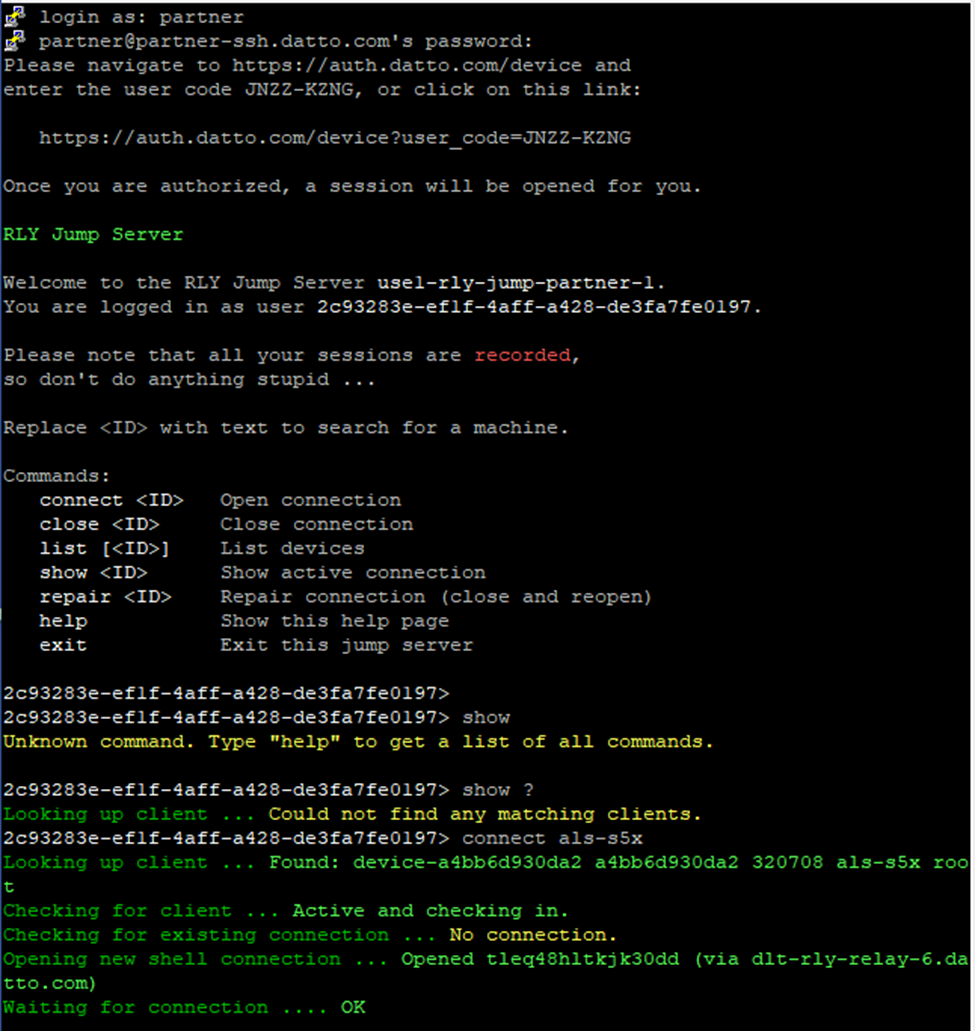 login as: partner
partner@partner-ssh.datto.com's password:
Please navigate to https://auth.datto.com/device and
enter the user code JNZZ-KZNG, or click on this link:
https://auth.datto.com/device?user_code=JNZZ-KZNG
Once you are authorized, a session will be opened for you.
RLY Jump Server
Welcome to the RLY Jump Server use1-rly-jump-partner-1.
You are logged in as user 2c93283e-ef1f-4aff-a428-de3fa7fe0197.
Please note that all your sessions are recorded,
so don't do anything stupid ...
Replace <ID> with text to search for a machine.
Commands:
connect <ID> Open connection
close <ID> Close connection
list [<ID>] List devices
show <ID> Show active connection
repair <ID> Repair connection (close and reopen)
help Show this help page
exit Exit this jump server
2c93283e-ef1f-4aff-a428-de3fa7fe0197>
2c93283e-ef1f-4aff-a428-de3fa7fe0197> show
Unknown command. Type "help" to get a list of all commands.
2c93283e-ef1f-4aff-a428-de3fa7fe0197> show ?
Looking up client ... Could not find any matching clients.
2c93283e-ef1f-4aff-a428-de3fa7fe0197> connect als-s5x
Looking up client ... Found: device-a4bb6d930da2 a4bb6d930da2 320708 als-s5x roo
t
Checking for client ... Active and checking in.
Checking for existing connection ... No connection.
Opening new shell connection ... Opened tleq48hltkjk30dd (via dlt-rly-relay-6.da
tto.com)
Waiting for connection .... OK